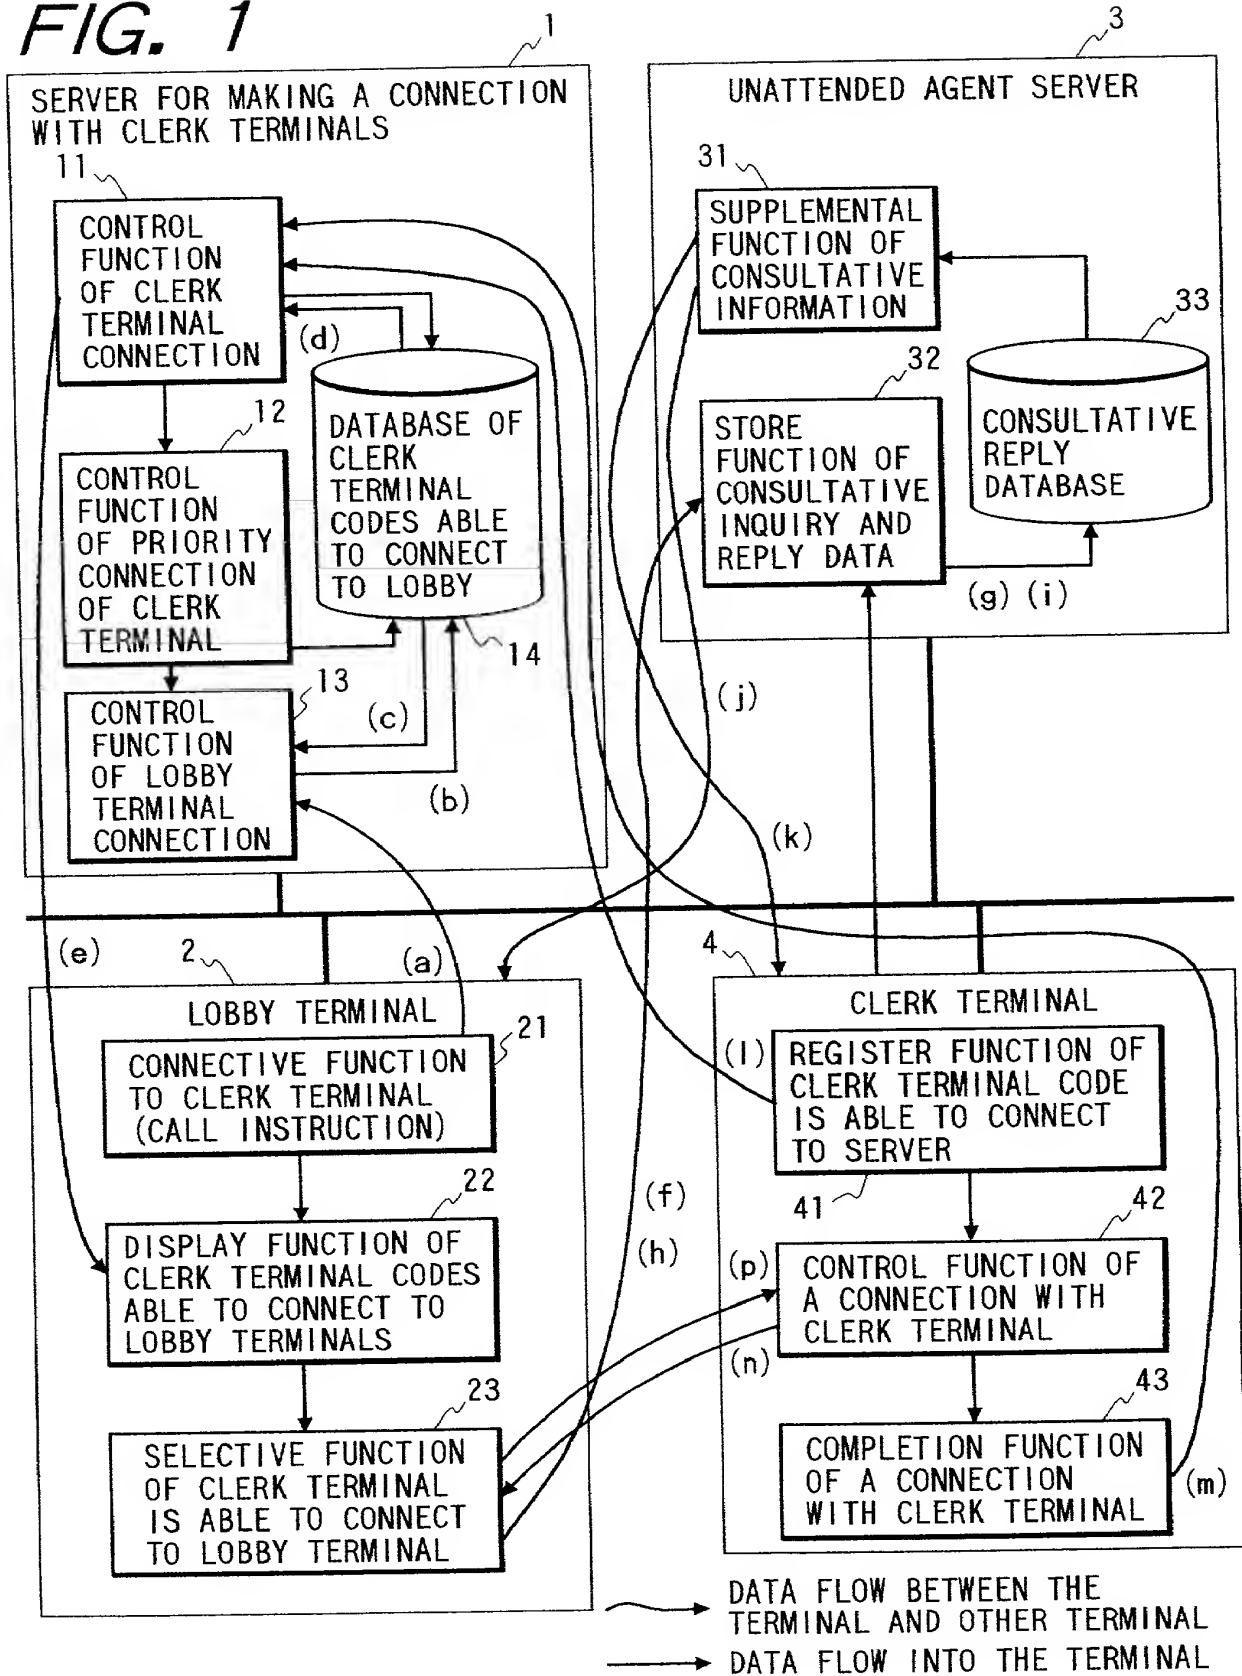 FIG. 1
1
SERVER FOR MAKING A CONNECTION
WITH CLERK TERMINALS
11
CONTROL
FUNCTION
OF CLERK
TERMINAL
CONNECTION
(d)
12
CONTROL
FUNCTION
OF PRIORITY
CONNECTION
OF CLERK
TERMINAL
DATABASE OF
CLERK
TERMINAL
CODES ABLE
TO CONNECT
TO LOBBY
14
13
CONTROL
FUNCTION
OF LOBBY
TERMINAL
CONNECTION
(c)
(b)
3
UNATTENDED AGENT SERVER
31
SUPPLEMENTAL
FUNCTION OF
CONSULTATIVE
INFORMATION
33
CONSULTATIVE
REPLY
DATABASE
32
STORE
FUNCTION OF
CONSULTATIVE
INQUIRY AND
REPLY DATA
(g) (i)
(j)
(k)
(e)
(a)
2
LOBBY TERMINAL
21
CONNECTIVE FUNCTION
TO CLERK TERMINAL
(CALL INSTRUCTION)
22
DISPLAY FUNCTION OF
CLERK TERMINAL CODES
ABLE TO CONNECT TO
LOBBY TERMINALS
23
SELECTIVE FUNCTION
OF CLERK TERMINAL
IS ABLE TO CONNECT
TO LOBBY TERMINAL
(f)
(h)
4
CLERK TERMINAL
(l)
REGISTER FUNCTION OF
CLERK TERMINAL CODE
IS ABLE TO CONNECT
TO SERVER
41
42
(p)
CONTROL FUNCTION OF
A CONNECTION WITH
CLERK TERMINAL
(n)
43
COMPLETION FUNCTION
OF A CONNECTION
WITH CLERK TERMINAL
(m)
DATA FLOW BETWEEN THE
TERMINAL AND OTHER TERMINAL
DATA FLOW INTO THE TERMINAL